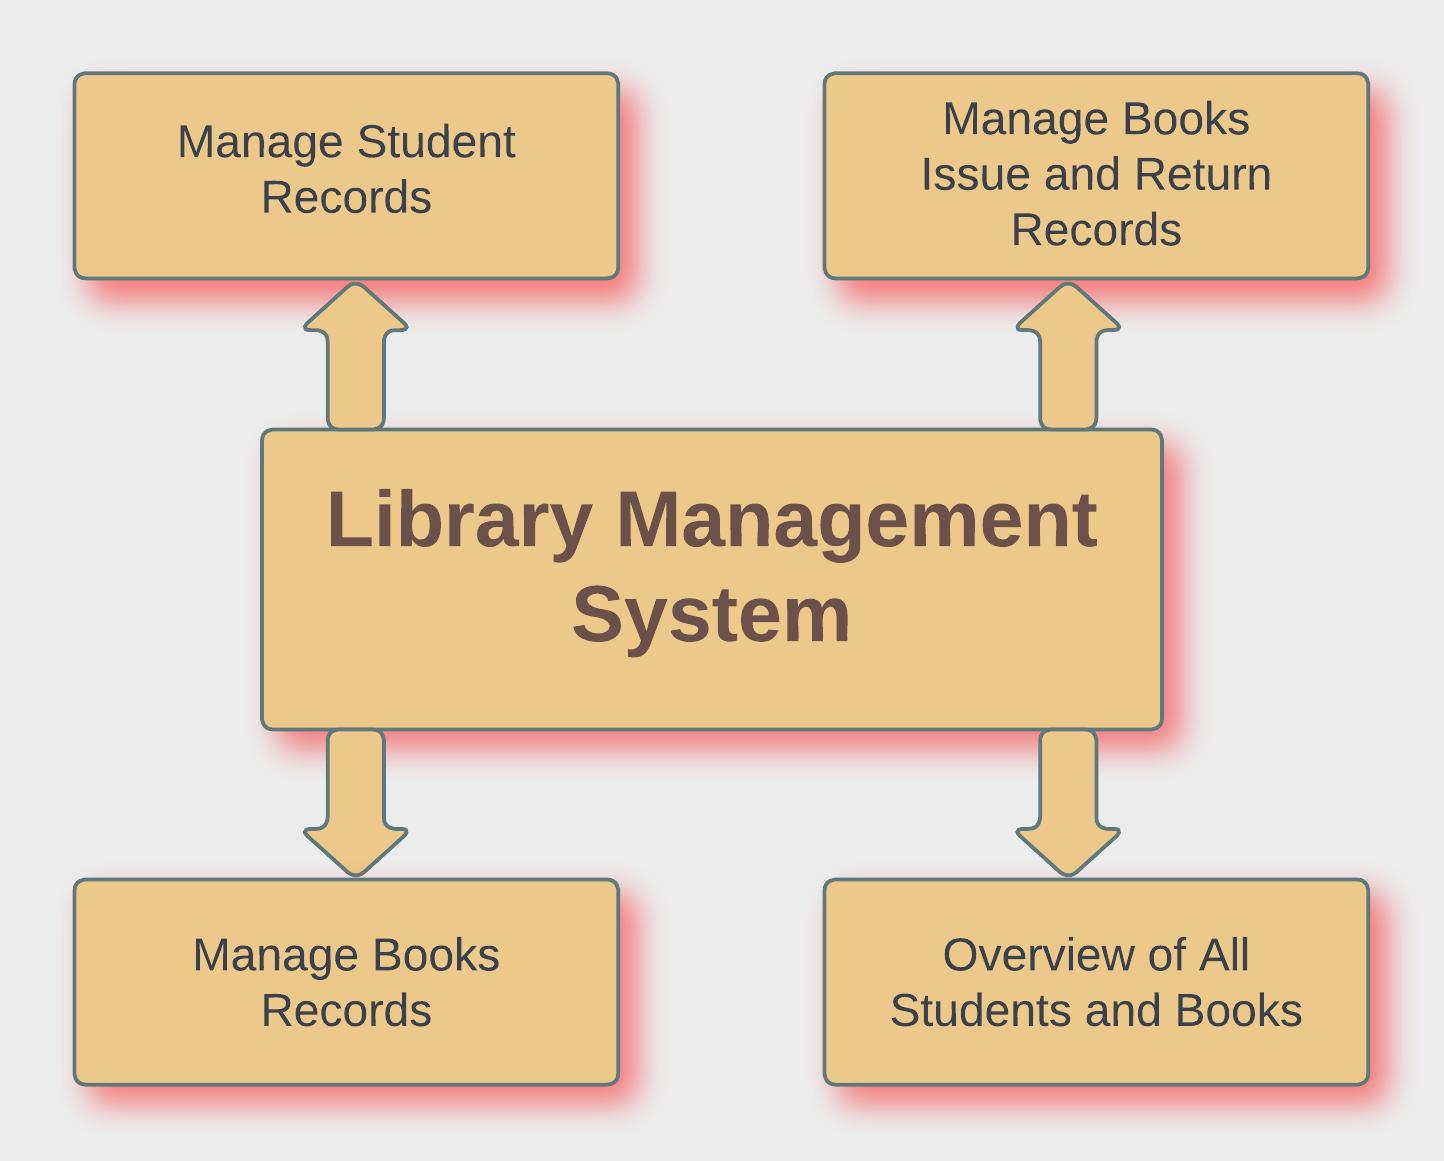 Manage Student
Records
Manage Books
Issue and Return
Records
Library Management
System
Manage Books
Records
Overview of All
Students and Books